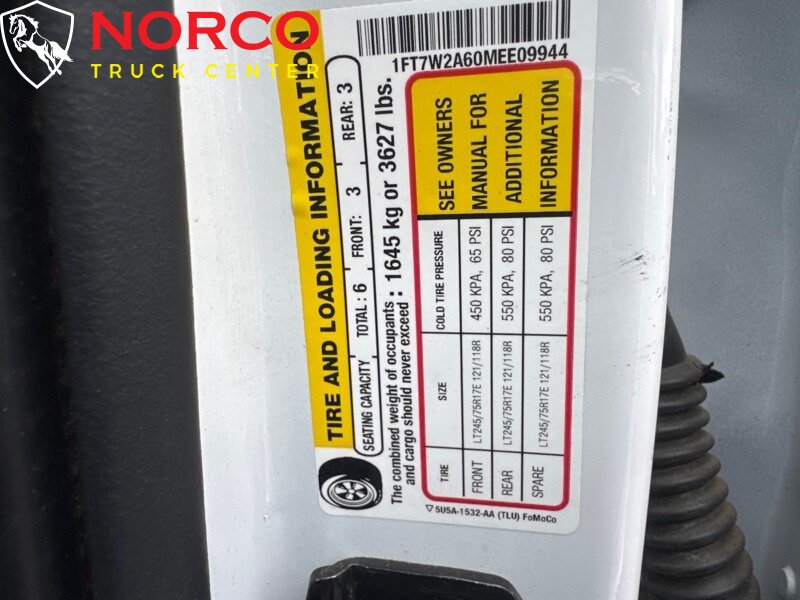 NORCO
TRUCK CENTER
1FT7W2A60MEE09944
TIRE AND LOADING INFORMATION
SEATING CAPACITY TOTAL: 6 FRONT: 3 REAR: 3
The combined weight of occupants and cargo should never exceed : 1645 kg or 3627 lbs.
TIRE SIZE COLD TIRE PRESSURE SEE OWNERS
FRONT LT245/75R17E 121/118R 450 KPA, 65 PSI MANUAL FOR
REAR LT245/75R17E 121/118R 550 KPA, 80 PSI ADDITIONAL
SPARE LT245/75R17E 121/118R 550 KPA, 80 PSI INFORMATION
5U5A-1532-AA (TLU) FoMoCo